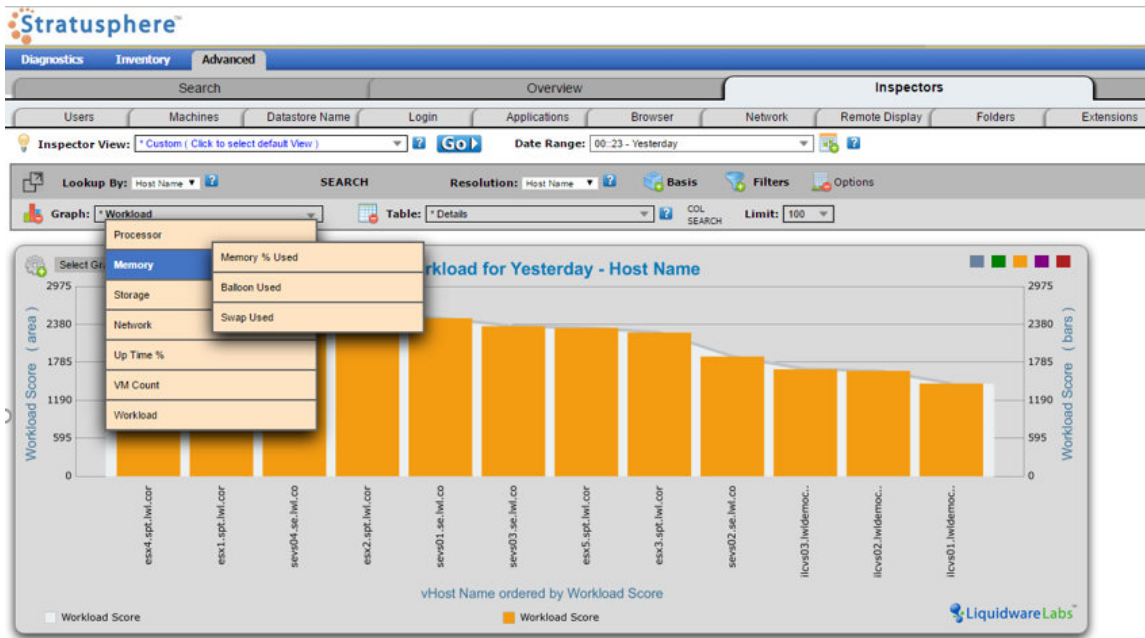 Stratusphere™
Diagnostics Inventory Advanced
Search Overview Inspectors
Users Machines Datastore Name Login Applications Browser Network Remote Display Folders Extensions
Inspector View: * Custom ( Click to select default View ) ? GO Date Range: 00::23 - Yesterday ?
Lookup By: Host Name ? SEARCH Resolution: Host Name ? Basis Filters Options
Graph: * Workload Table: * Details ? COL SEARCH Limit: 100
Processor
Memory
Storage
Network
Up Time %
VM Count
Workload
Memory % Used
Balloon Used
Swap Used
Select Gr
rkload for Yesterday - Host Name
2975
2380
1785
1190
595
0
Workload Score ( area )
2975
2380
1785
1190
595
0
Workload Score ( bars )
esx4.spt.lwl.cor
esx1.spt.lwl.cor
sevs04.se.lwl.co
esx2.spt.lwl.cor
sevs01.se.lwl.co
sevs03.se.lwl.co
esx5.spt.lwl.cor
esx3.spt.lwl.cor
sevs02.se.lwl.co
ilcvs03.lwldemoc..
ilcvs02.lwldemoc..
ilcvs01.lwldemoc..
vHost Name ordered by Workload Score
Workload Score Workload Score
Liquidware Labs™